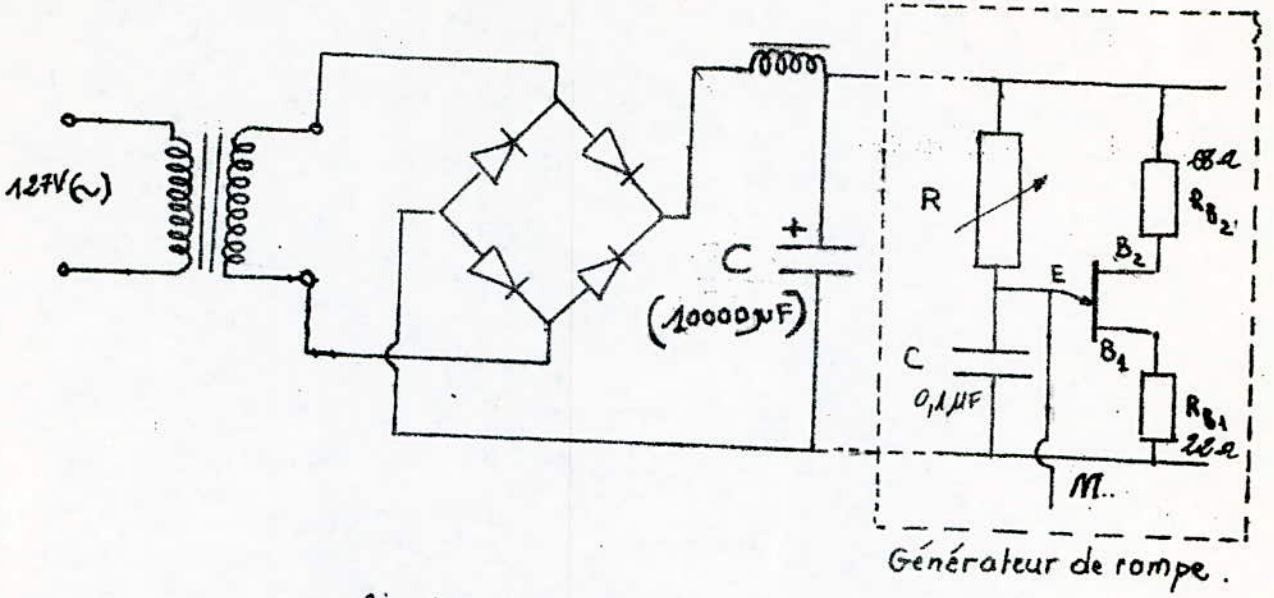 127V(~)
R
C
0,1µF
C
+
(10000µF)
E
B2
B1
RB2
RB1
22Ω
M..
Générateur de rampe.